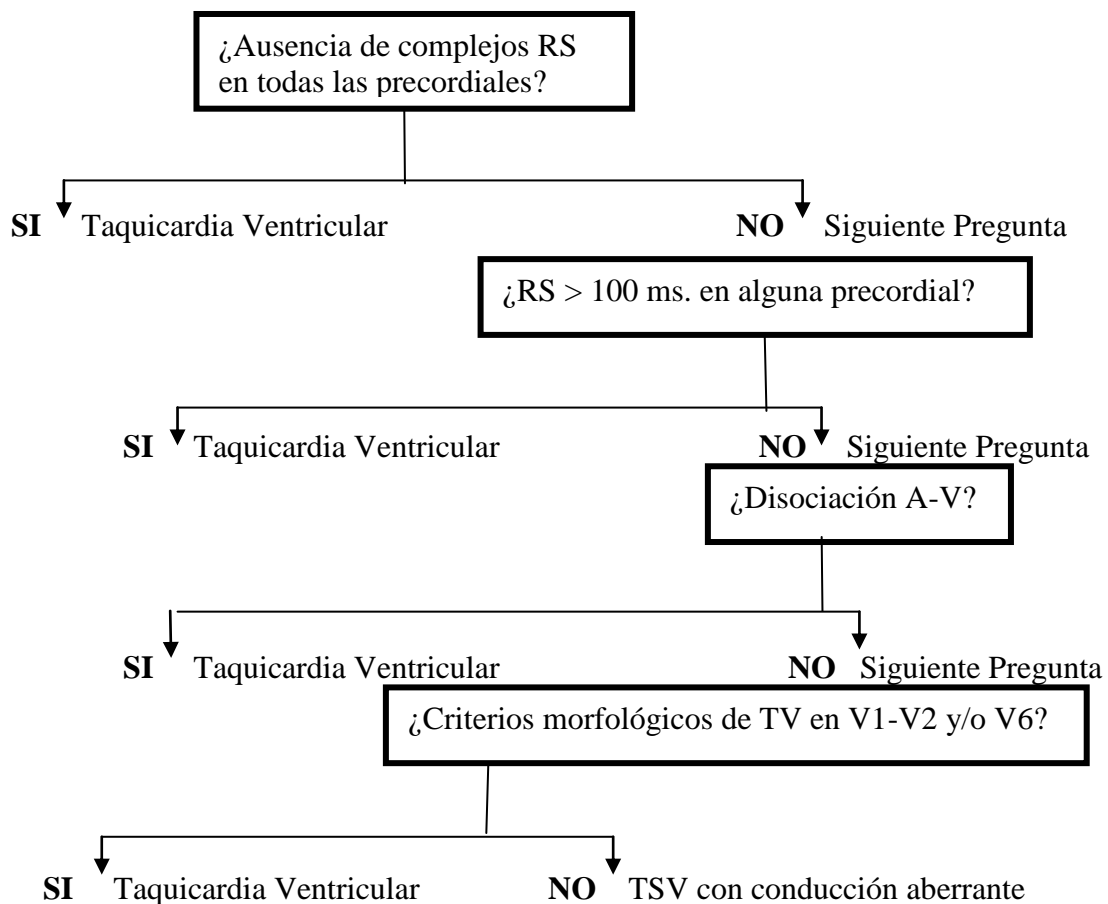 ¿Ausencia de complejos RS
en todas las precordiales?
SI Taquicardia Ventricular NO Siguiente Pregunta
¿RS > 100 ms. en alguna precordial?
SI Taquicardia Ventricular NO Siguiente Pregunta
¿Disociación A-V?
SI Taquicardia Ventricular NO Siguiente Pregunta
¿Criterios morfológicos de TV en V1-V2 y/o V6?
SI Taquicardia Ventricular NO TSV con conducción aberrante